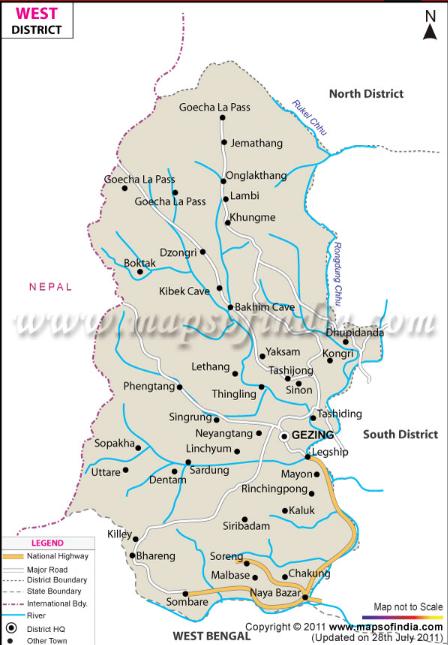 WEST
DISTRICT
N
North District
Rukel Chhu
Goecha La Pass
Jemathang
Onglakthang
Goecha La Pass
Goecha La Pass
Lambi
Khungme
Rongdung Chhu
Dzongri
Boktak
NEPAL
Kibek Cave
Bakhim Cave
www.mapsofindia.com
Dhupidanda
Yaksam
Kongri
Lethang
Tashijong
Phengtang
Thingling
Sinon
Singrung
Tashiding
Neyangtang
GEZING
South District
Sopakha
Linchyum
Legship
Uttare
Sardung
Dentam
Mayon
Rinchingpong
Kaluk
Siribadam
Killey
Bhareng
Soreng
Malbase
Chakung
Naya Bazar
Sombare
LEGEND
National Highway
Major Road
District Boundary
State Boundary
International Bdy.
River
District HQ
Other Town
WEST BENGAL
Map not to Scale
Copyright © 2011 www.mapsofindia.com
(Updated on 28th July 2011)